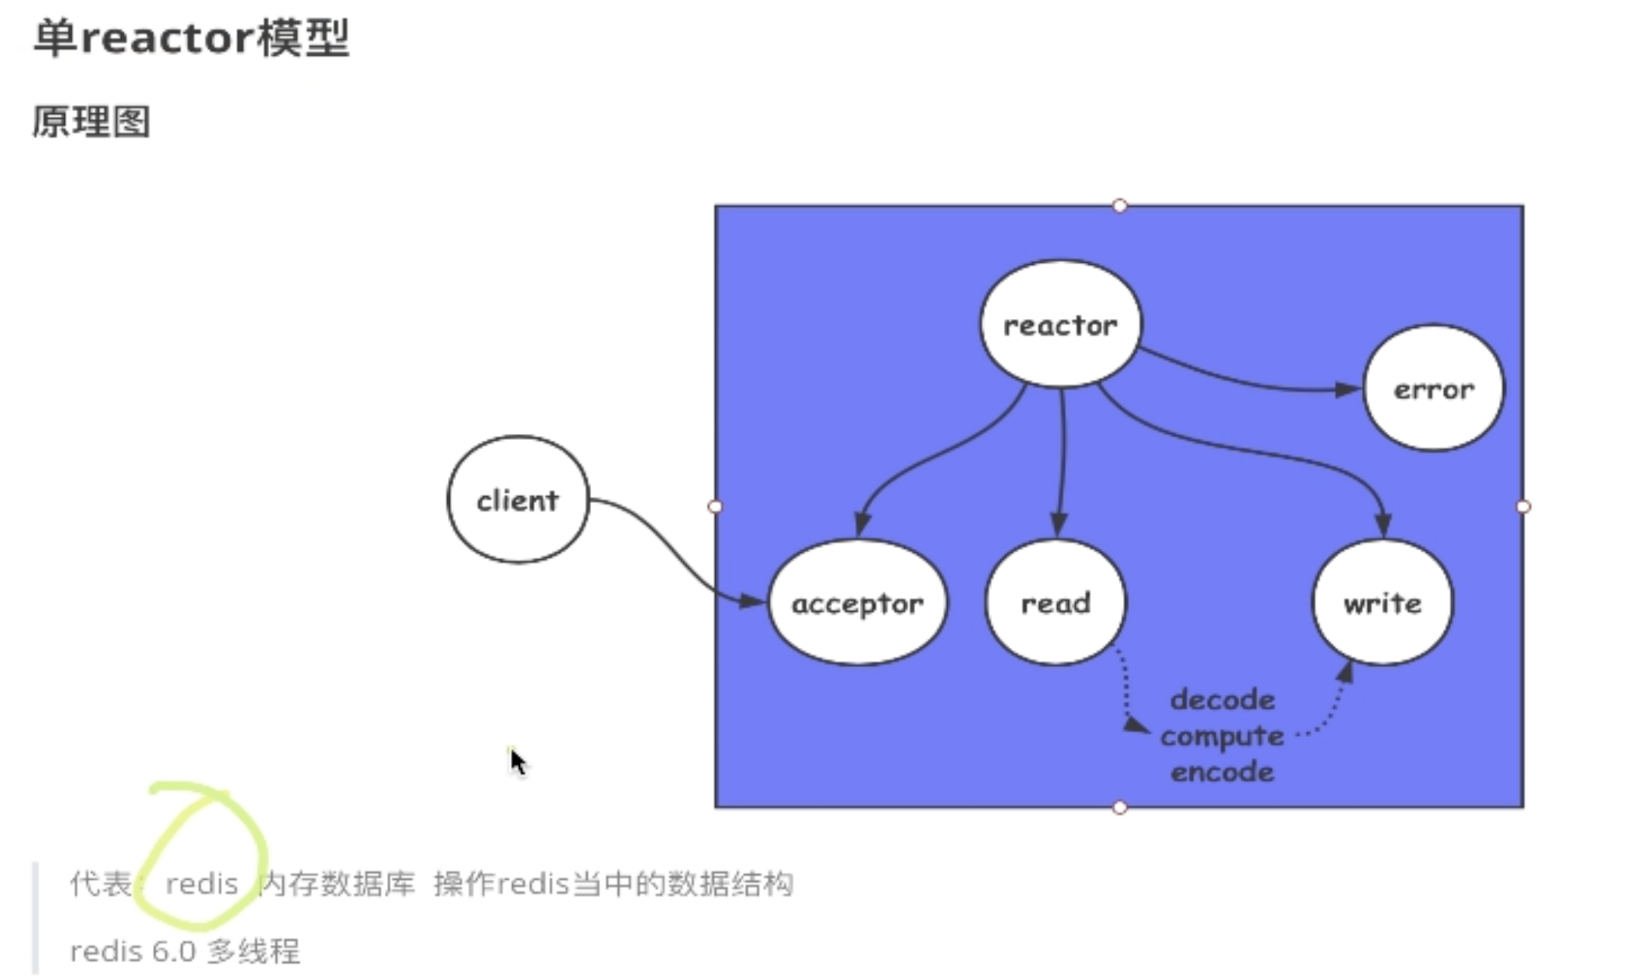 单reactor模型
原理图
reactor
error
client
acceptor
read
write
decode
compute
encode
代表： redis 内存数据库 操作redis当中的数据结构
redis 6.0 多线程